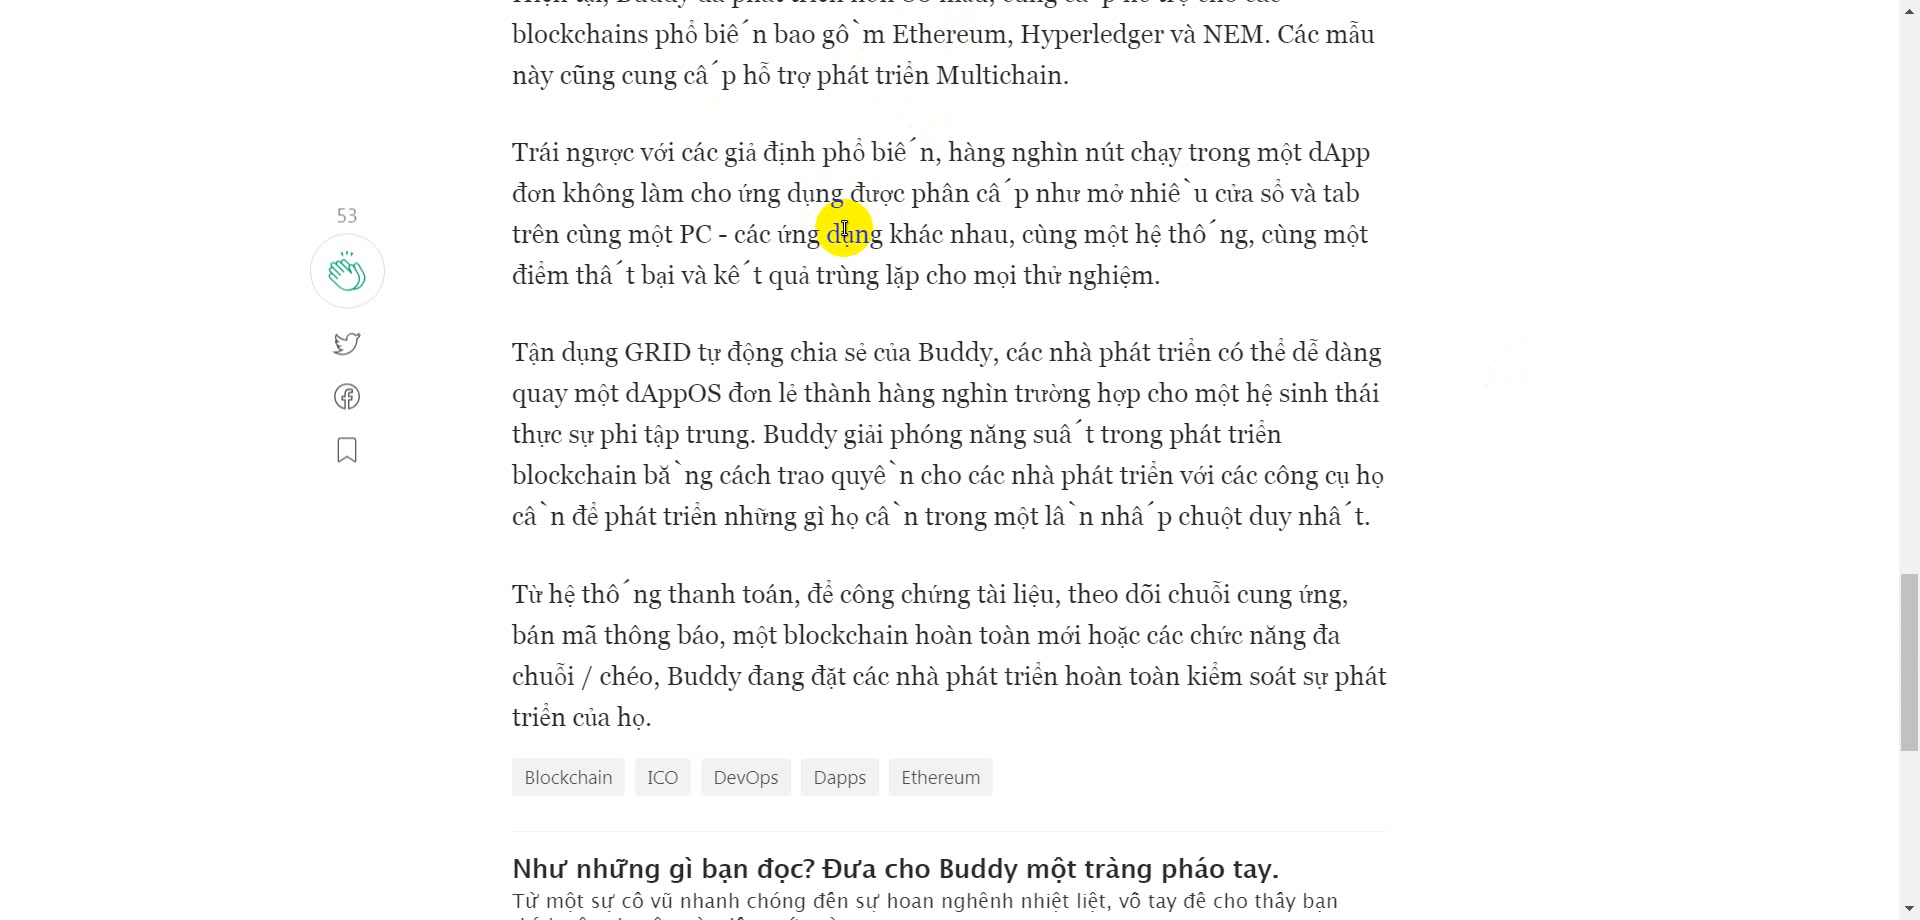 blockchains phổ biến bao gồm Ethereum, Hyperledger và NEM. Các mẫu
này cũng cung cấp hỗ trợ phát triển Multichain.
Trái ngược với các giả định phổ biến, hàng nghìn nút chạy trong một dApp
đơn không làm cho ứng dụng được phân cấp như mở nhiều cửa sổ và tab
trên cùng một PC - các ứng dụng khác nhau, cùng một hệ thống, cùng một
điểm thất bại và kết quả trùng lặp cho mọi thử nghiệm.
53
Tận dụng GRID tự động chia sẻ của Buddy, các nhà phát triển có thể dễ dàng
quay một dAppOS đơn lẻ thành hàng nghìn trường hợp cho một hệ sinh thái
thực sự phi tập trung. Buddy giải phóng năng suất trong phát triển
blockchain bằng cách trao quyền cho các nhà phát triển với các công cụ họ
cần để phát triển những gì họ cần trong một lần nhấp chuột duy nhất.
Từ hệ thống thanh toán, để công chứng tài liệu, theo dõi chuỗi cung ứng,
bán mã thông báo, một blockchain hoàn toàn mới hoặc các chức năng đa
chuỗi / chéo, Buddy đang đặt các nhà phát triển hoàn toàn kiểm soát sự phát
triển của họ.
Blockchain ICO DevOps Dapps Ethereum
Như những gì bạn đọc? Đưa cho Buddy một tràng pháo tay.
Từ một sự cổ vũ nhanh chóng đến sự hoan nghênh nhiệt liệt, vỗ tay để cho thấy bạn